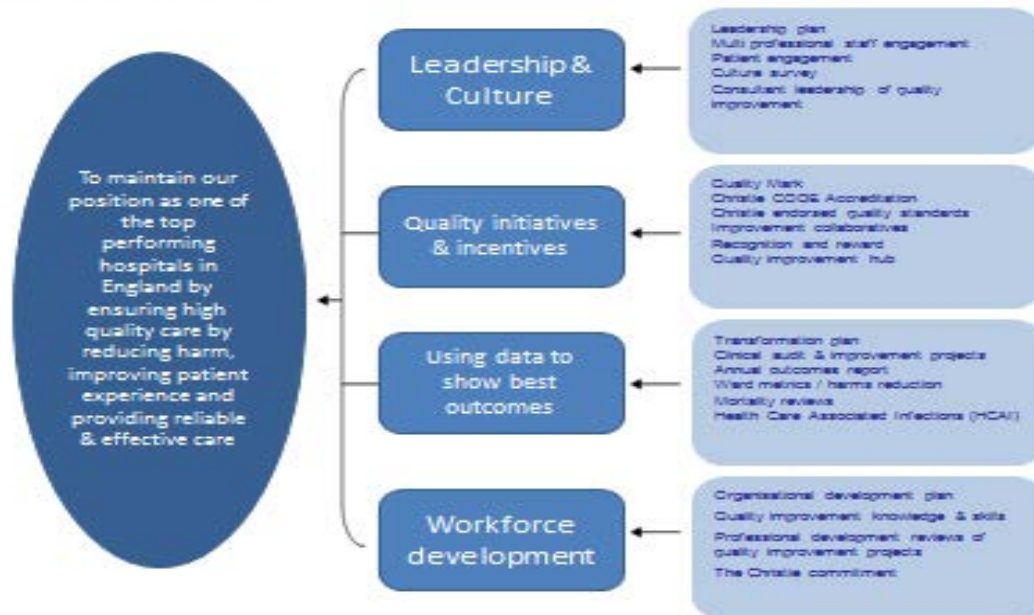 To maintain our
position as one of
the top
performing
hospitals in
England by
ensuring high
quality care by
reducing harm,
improving patient
experience and
providing reliable
& effective care
Leadership &
Culture
Leadership plan
Multi professional staff engagement
Patient engagement
Culture survey
Consultant leadership of quality
improvement
Quality initiatives
& incentives
Quality Mark
Christie CODE Accreditation
Christie endorsed quality standards
Improvement collaboratives
Recognition and reward
Quality improvement hub
Using data to
show best
outcomes
Transformation plan
Clinical audit & improvement projects
Annual outcomes report
Ward metrics / harms reduction
Mortality reviews
Health Care Associated Infections (HCAI)
Workforce
development
Organisational development plan
Quality improvement knowledge & skills
Professional development reviews of
quality improvement projects
The Christie commitment